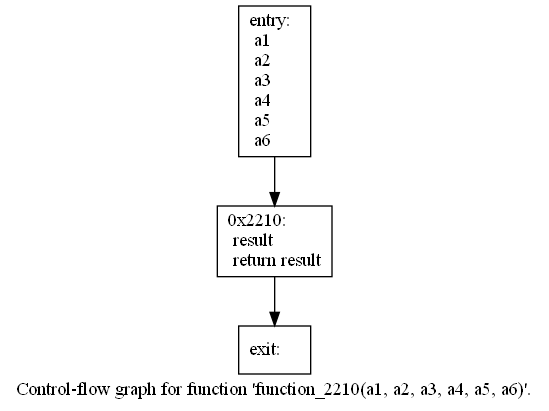 entry:
a1
a2
a3
a4
a5
a6
0x2210:
result
return result
exit:
Control-flow graph for function 'function_2210(a1, a2, a3, a4, a5, a6)'.